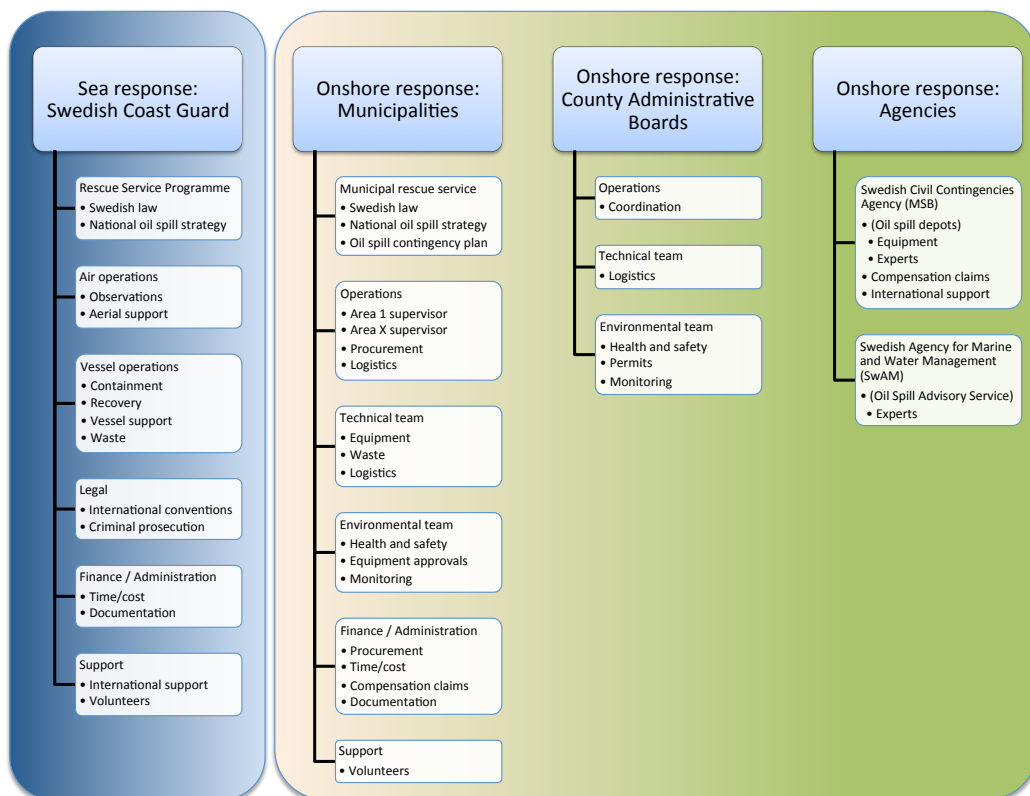 Sea response:
Swedish Coast Guard
Rescue Service Programme
• Swedish law
• National oil spill strategy
Air operations
• Observations
• Aerial support
Vessel operations
• Containment
• Recovery
• Vessel support
• Waste
Legal
• International conventions
• Criminal prosecution
Finance / Administration
• Time/cost
• Documentation
Support
• International support
• Volunteers
Onshore response:
Municipalities
Municipal rescue service
• Swedish law
• National oil spill strategy
• Oil spill contingency plan
Operations
• Area 1 supervisor
• Area X supervisor
• Procurement
• Logistics
Technical team
• Equipment
• Waste
• Logistics
Environmental team
• Health and safety
• Equipment approvals
• Monitoring
Finance / Administration
• Procurement
• Time/cost
• Compensation claims
• Documentation
Support
• Volunteers
Onshore response:
County Administrative
Boards
Operations
• Coordination
Technical team
• Logistics
Environmental team
• Health and safety
• Permits
• Monitoring
Onshore response:
Agencies
Swedish Civil Contingencies
Agency (MSB)
• (Oil spill depots)
• Equipment
• Experts
• Compensation claims
• International support
Swedish Agency for Marine
and Water Management
(SwAM)
• (Oil Spill Advisory Service)
• Experts